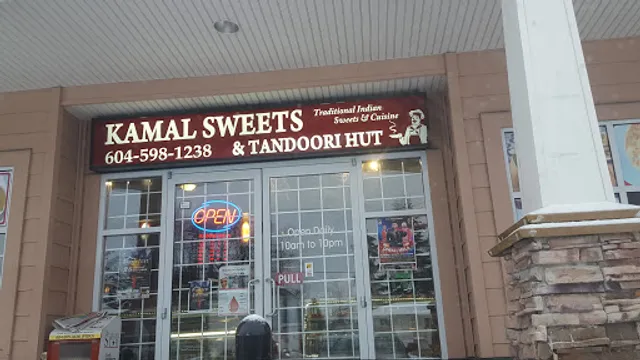 KAMAL SWEETS
Traditional Indian
Sweets & Cuisine
604-598-1238
& TANDOORI HUT
OPEN
Open Daily
10am to 10pm
PULL